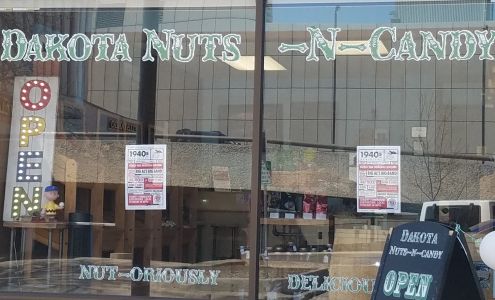 DAKOTA NUTS -N- CANDY
OPEN
1940s
1940s
NUT-ORIOUSLY DELICIOUS
DAKOTA
NUTS-N-CANDY
OPEN